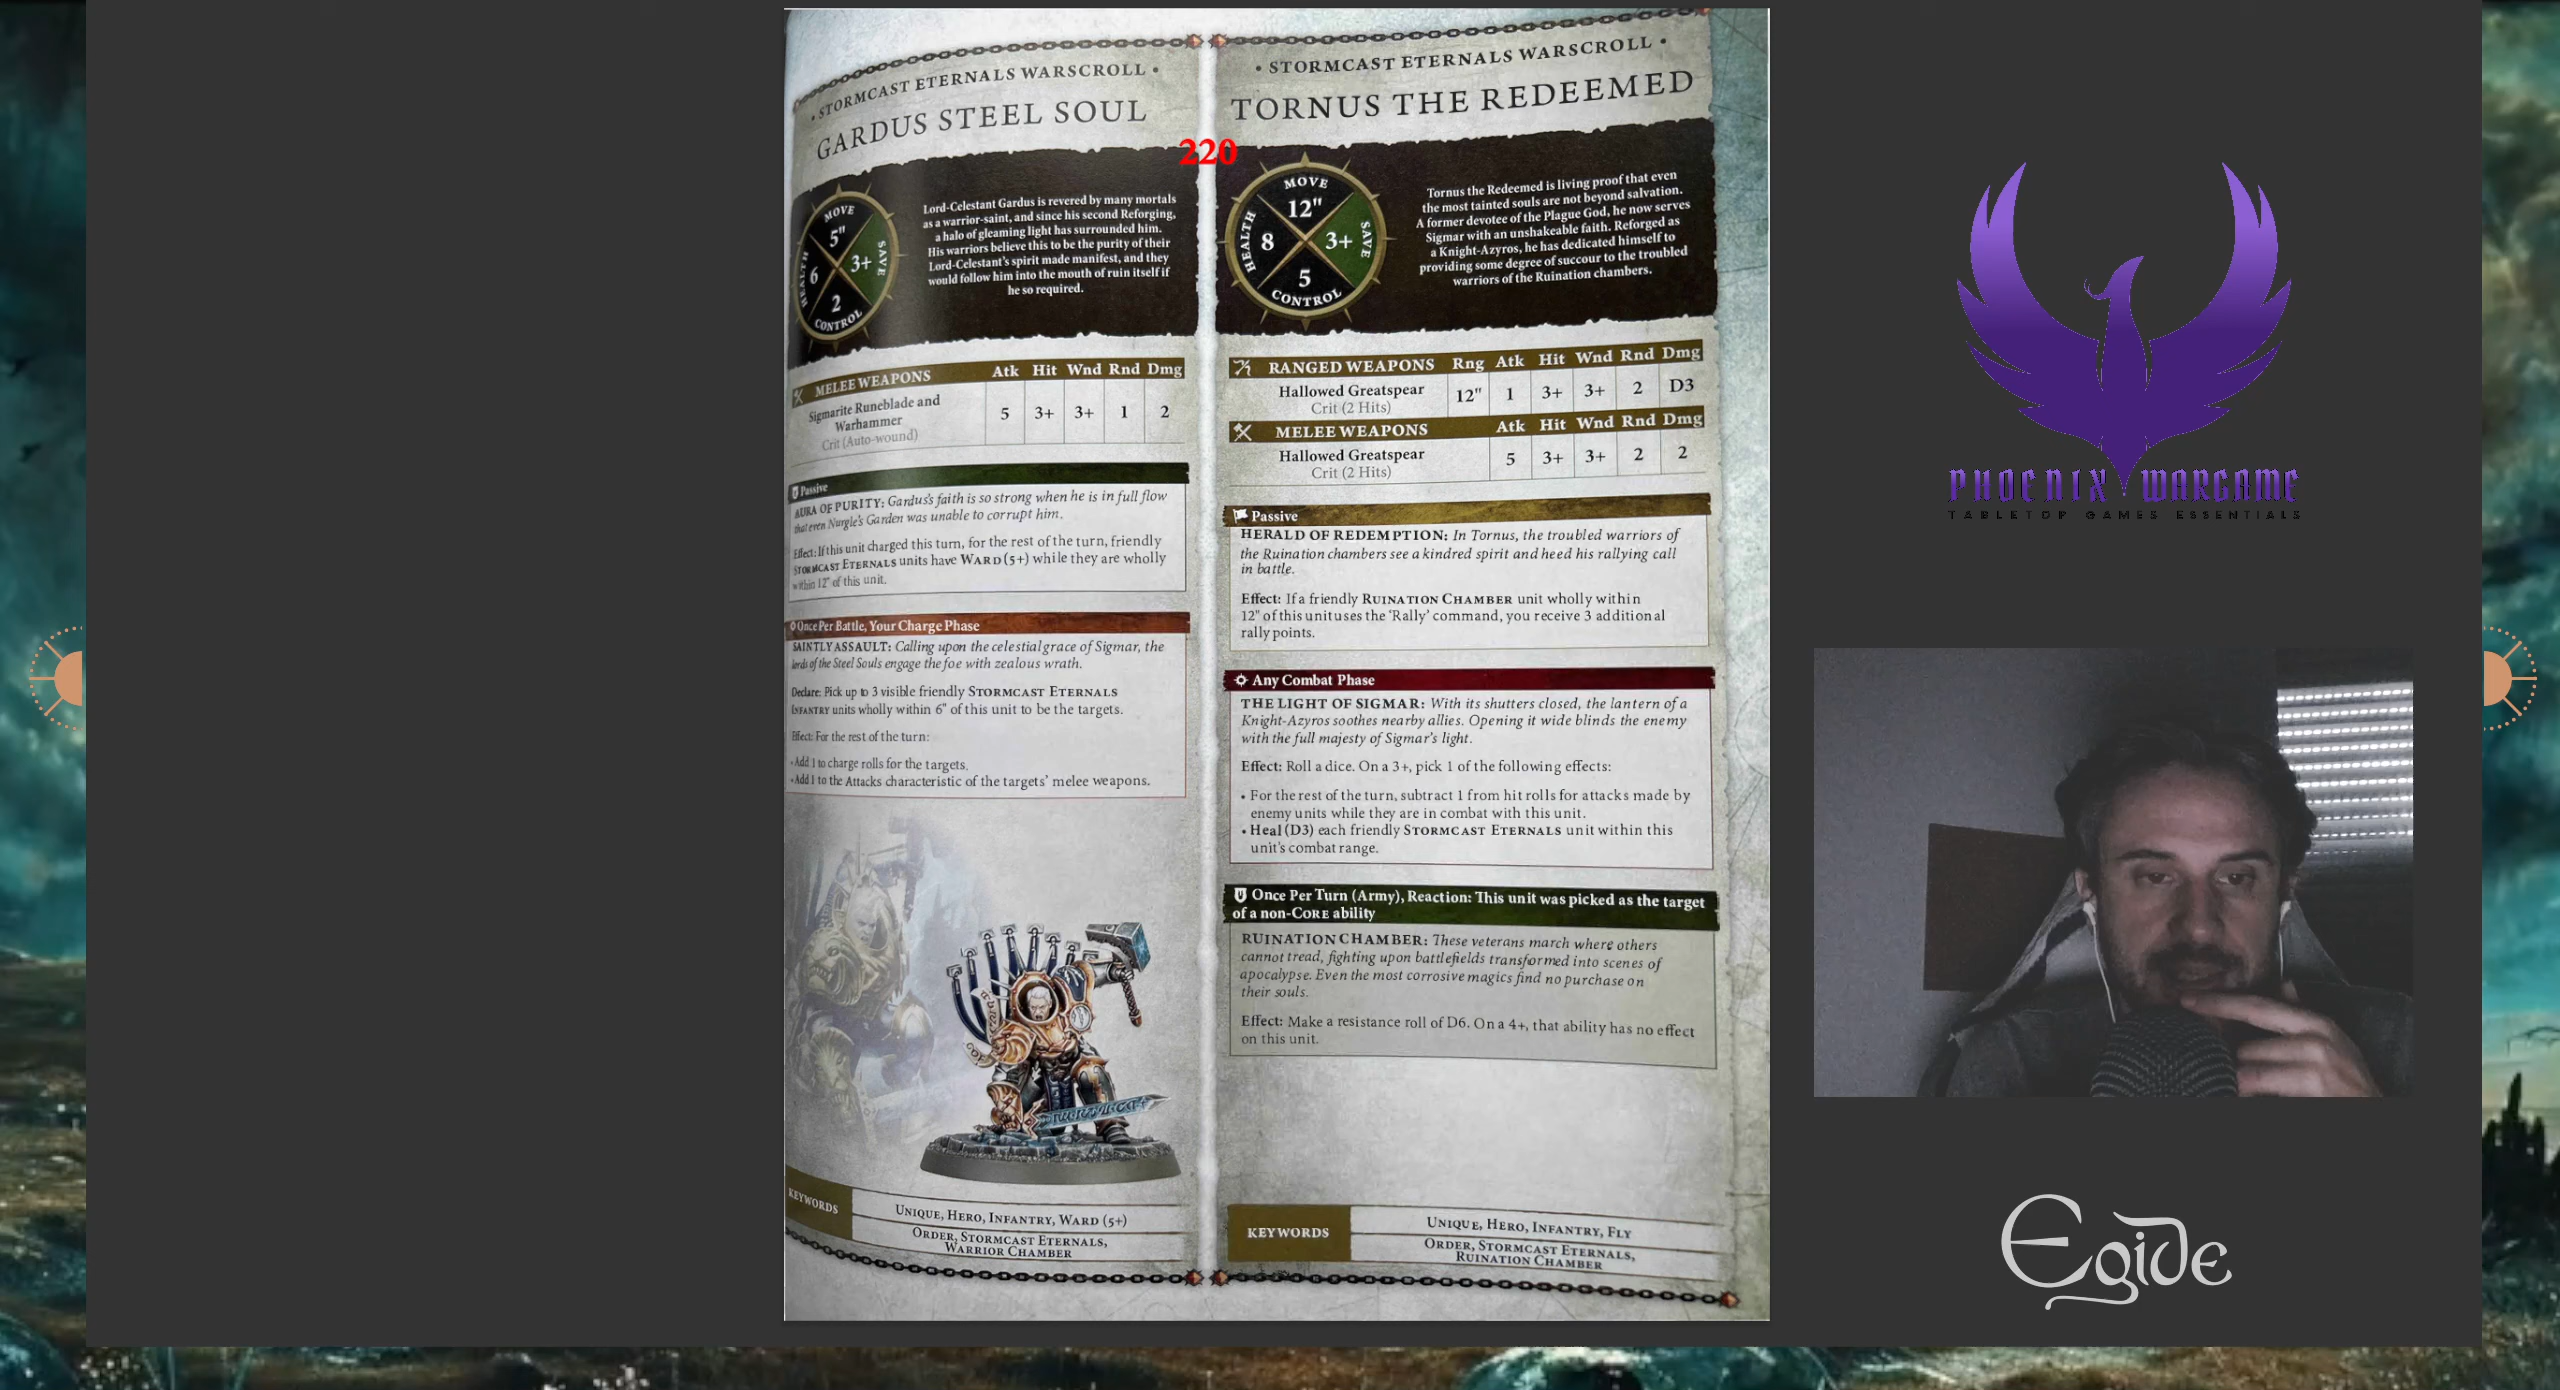 • STORMCAST ETERNALS WARSCROLL •
GARDUS STEEL SOUL
MOVE
5"
HEALTH
6
3+
SAVE
2
CONTROL
Lord-Celestant Gardus is revered by many mortals
as a warrior-saint, and since his second Reforging,
a halo of gleaming light has surrounded him.
His warriors believe this to be the purity of their
Lord-Celestant's spirit made manifest, and they
would follow him into the mouth of ruin itself if
he so required.
MELEE WEAPONS Atk Hit Wnd Rnd Dmg
Sigmarite Runeblade and
Warhammer 5 3+ 3+ 1 2
Crit (Auto-wound)
Passive
AURA OF PURITY: Gardus's faith is so strong when he is in full flow
that even Nurgle's Garden was unable to corrupt him.
Effect: If this unit charged this turn, for the rest of the turn, friendly
STORMCAST ETERNALS units have WARD (5+) while they are wholly
within 12" of this unit.
Once Per Battle, Your Charge Phase
SAINTLY ASSAULT: Calling upon the celestial grace of Sigmar, the
lords of the Steel Souls engage the foe with zealous wrath.
Declare: Pick up to 3 visible friendly STORMCAST ETERNALS
INFANTRY units wholly within 6" of this unit to be the targets.
Effect: For the rest of the turn:
• Add 1 to charge rolls for the targets.
• Add 1 to the Attacks characteristic of the targets' melee weapons.
KEYWORDS
UNIQUE, HERO, INFANTRY, WARD (5+)
ORDER, STORMCAST ETERNALS,
WARRIOR CHAMBER
220
• STORMCAST ETERNALS WARSCROLL •
TORNUS THE REDEEMED
MOVE
12"
HEALTH
8
3+
SAVE
5
CONTROL
Tornus the Redeemed is living proof that even
the most tainted souls are not beyond salvation.
A former devotee of the Plague God, he now serves
Sigmar with an unshakeable faith. Reforged as
a Knight-Azyros, he has dedicated himself to
providing some degree of succour to the troubled
warriors of the Ruination chambers.
RANGED WEAPONS Rng Atk Hit Wnd Rnd Dmg
Hallowed Greatspear 12" 1 3+ 3+ 2 D3
Crit (2 Hits)
MELEE WEAPONS Atk Hit Wnd Rnd Dmg
Hallowed Greatspear 5 3+ 3+ 2 2
Crit (2 Hits)
Passive
HERALD OF REDEMPTION: In Tornus, the troubled warriors of
the Ruination chambers see a kindred spirit and heed his rallying call
in battle.
Effect: If a friendly RUINATION CHAMBER unit wholly within
12" of this unit uses the 'Rally' command, you receive 3 additional
rally points.
Any Combat Phase
THE LIGHT OF SIGMAR: With its shutters closed, the lantern of a
Knight-Azyros soothes nearby allies. Opening it wide blinds the enemy
with the full majesty of Sigmar's light.
Effect: Roll a dice. On a 3+, pick 1 of the following effects:
• For the rest of the turn, subtract 1 from hit rolls for attacks made by
enemy units while they are in combat with this unit.
• Heal (D3) each friendly STORMCAST ETERNALS unit within this
unit's combat range.
Once Per Turn (Army), Reaction: This unit was picked as the target
of a non-CORE ability
RUINATION CHAMBER: These veterans march where others
cannot tread, fighting upon battlefields transformed into scenes of
apocalypse. Even the most corrosive magics find no purchase on
their souls.
Effect: Make a resistance roll of D6. On a 4+, that ability has no effect
on this unit.
KEYWORDS
UNIQUE, HERO, INFANTRY, FLY
ORDER, STORMCAST ETERNALS,
RUINATION CHAMBER
PHOENIX WARGAME
TABLETOP GAMES ESSENTIALS
Egide